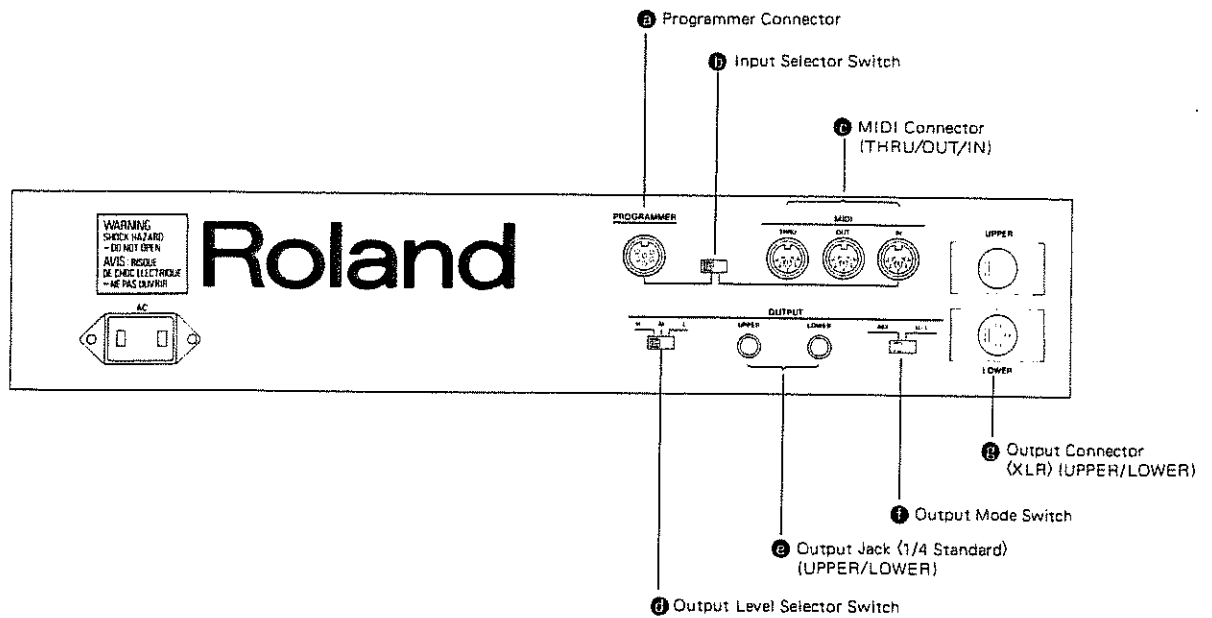 ⓐ Programmer Connector
ⓑ Input Selector Switch
ⓒ MIDI Connector
(THRU/OUT/IN)
WARNING
SHOCK HAZARD
- DO NOT OPEN
AVIS: RISQUE
DE CHOC ELECTRIQUE
- NE PAS OUVRIR
Roland
AC
PROGRAMMER
MIDI
THRU OUT IN
UPPER
OUTPUT
H M L
UPPER LOWER
MIX
LOWER
ⓖ Output Connector
(XLR) (UPPER/LOWER)
ⓕ Output Mode Switch
ⓔ Output Jack (1/4 Standard)
(UPPER/LOWER)
ⓓ Output Level Selector Switch